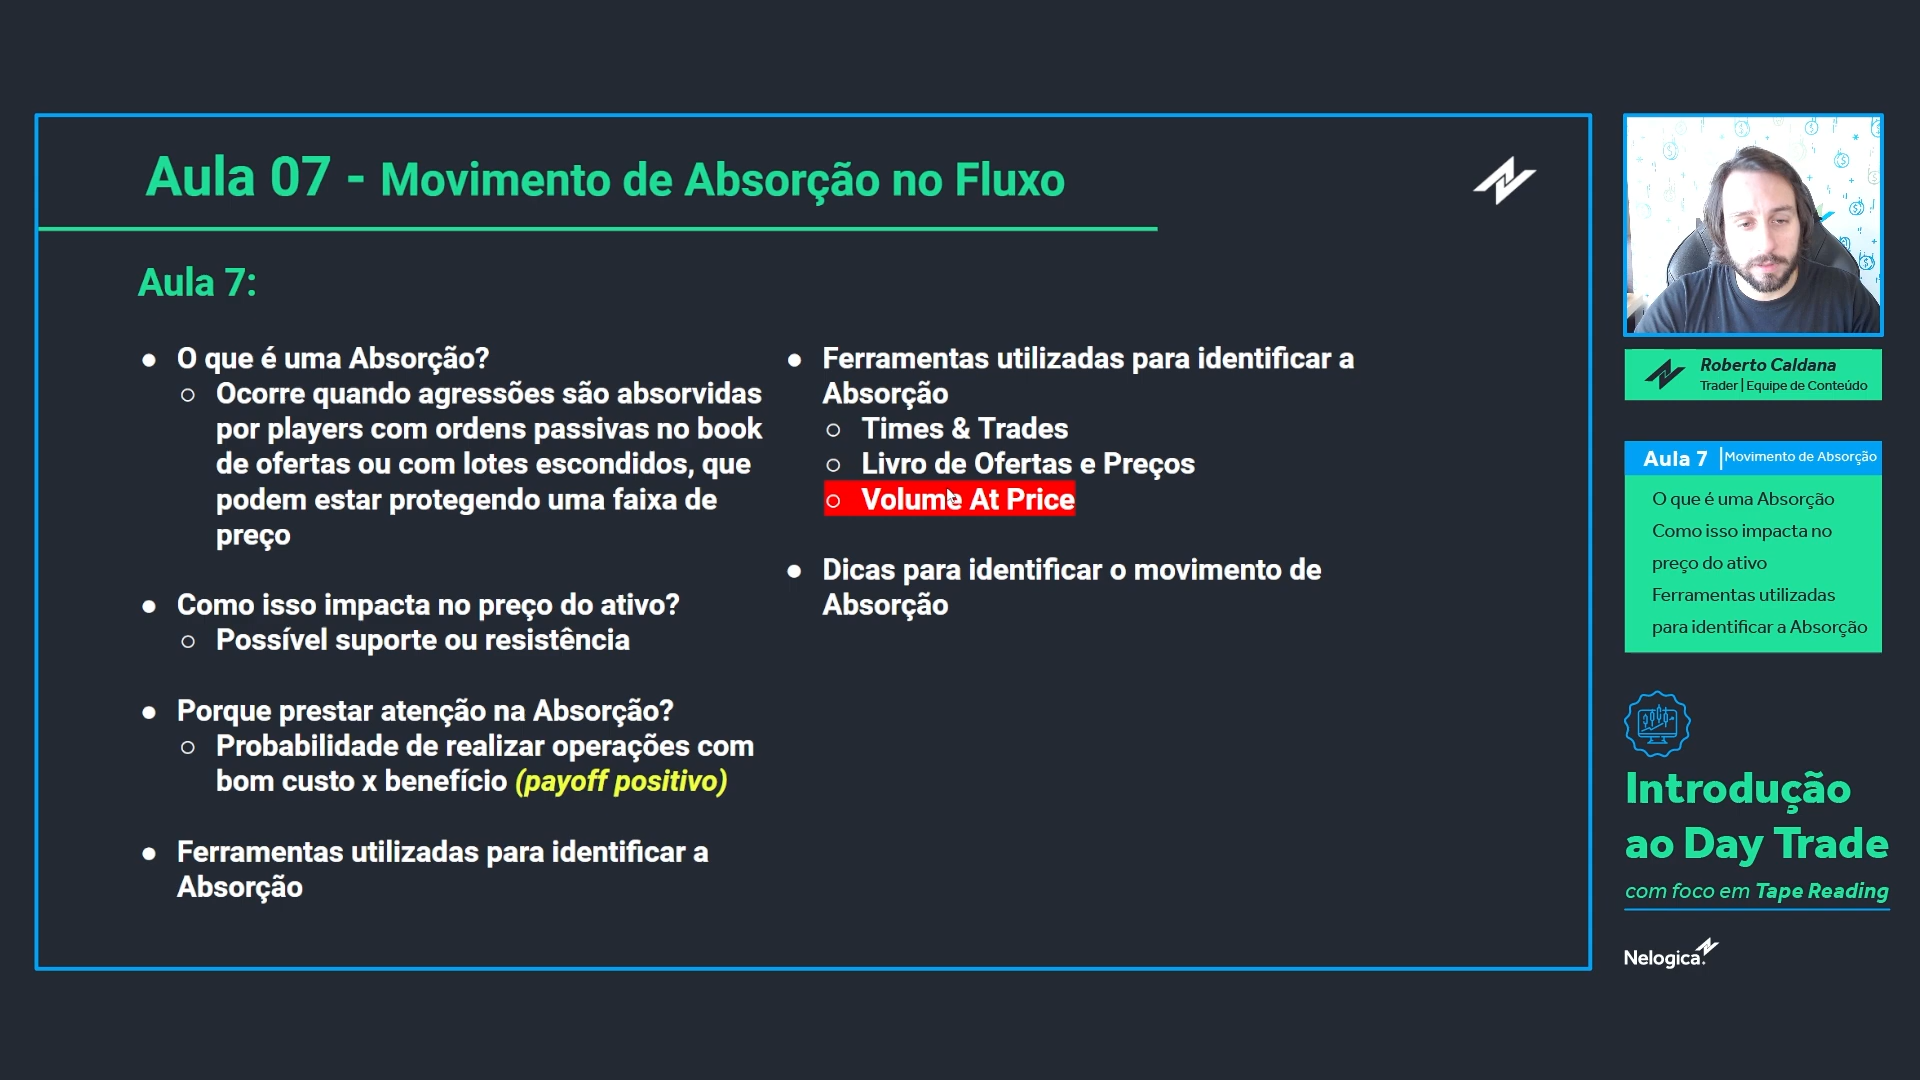 Aula 07 - Movimento de Absorção no Fluxo
Aula 7:
● O que é uma Absorção?
○ Ocorre quando agressões são absorvidas
por players com ordens passivas no book
de ofertas ou com lotes escondidos, que
podem estar protegendo uma faixa de
preço
● Como isso impacta no preço do ativo?
○ Possível suporte ou resistência
● Porque prestar atenção na Absorção?
○ Probabilidade de realizar operações com
bom custo x benefício (payoff positivo)
● Ferramentas utilizadas para identificar a
Absorção
● Ferramentas utilizadas para identificar a
Absorção
○ Times & Trades
○ Livro de Ofertas e Preços
○ Volume At Price
● Dicas para identificar o movimento de
Absorção
Roberto Caldana
Trader | Equipe de Conteúdo
Aula 7 | Movimento de Absorção
O que é uma Absorção
Como isso impacta no
preço do ativo
Ferramentas utilizadas
para identificar a Absorção
Introdução
ao Day Trade
com foco em Tape Reading
Nelogica.